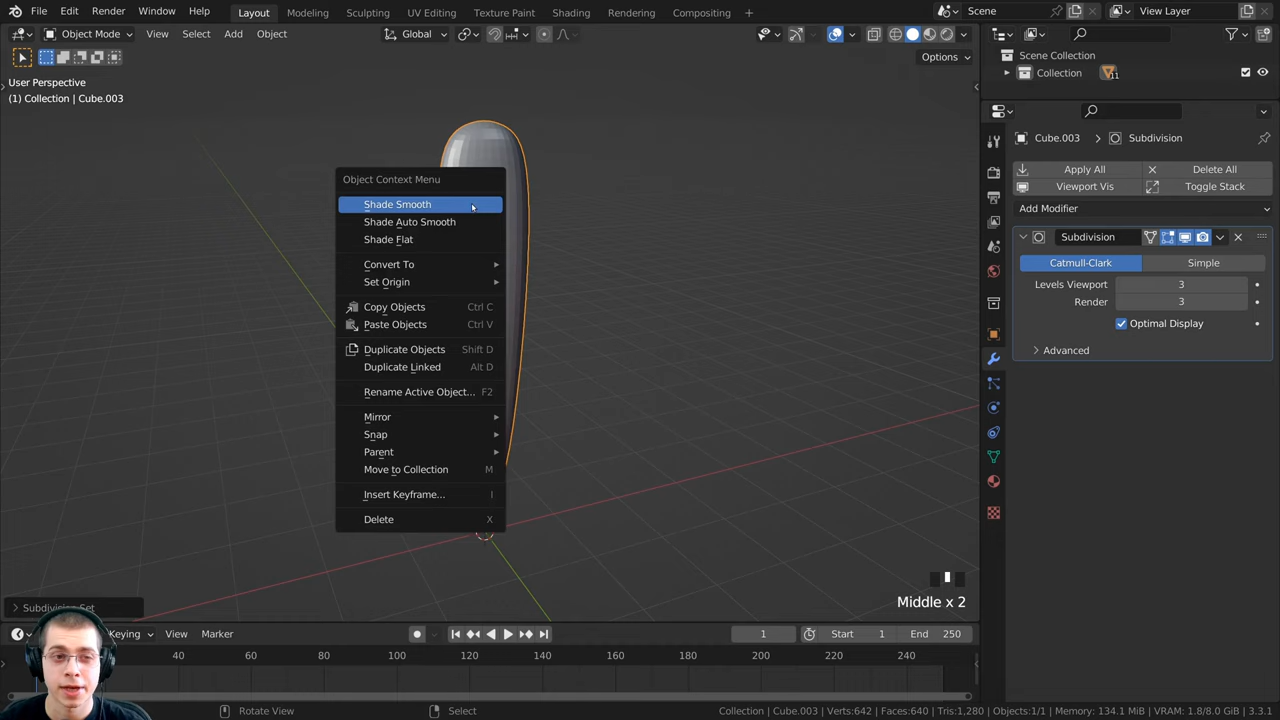 File Edit Render Window Help Layout Modeling Sculpting UV Editing Texture Paint Shading Rendering Compositing + Scene View Layer
Object Mode View Select Add Object Global
Options
User Perspective
(1) Collection | Cube.003
Object Context Menu
Shade Smooth
Shade Auto Smooth
Shade Flat
Convert To
Set Origin
Copy Objects Ctrl C
Paste Objects Ctrl V
Duplicate Objects Shift D
Duplicate Linked Alt D
Rename Active Object... F2
Mirror
Snap
Parent
Move to Collection M
Insert Keyframe... I
Delete X
Scene Collection
Collection 11
Cube.003 > Subdivision
Apply All Delete All
Viewport Vis Toggle Stack
Add Modifier
Subdivision
Catmull-Clark Simple
Levels Viewport 3
Render 3
Optimal Display
Advanced
Middle x 2
Subdivision Set
Keying View Marker 1 Start 1 End 250
40 60 80 100 120 140 160 180 200 220 240
Rotate View Select Collection | Cube.003 | Verts:642 | Faces:640 | Tris:1,280 | Objects:1/1 | Memory: 134.1 MiB | VRAM: 1.8/8.0 GiB | 3.3.1